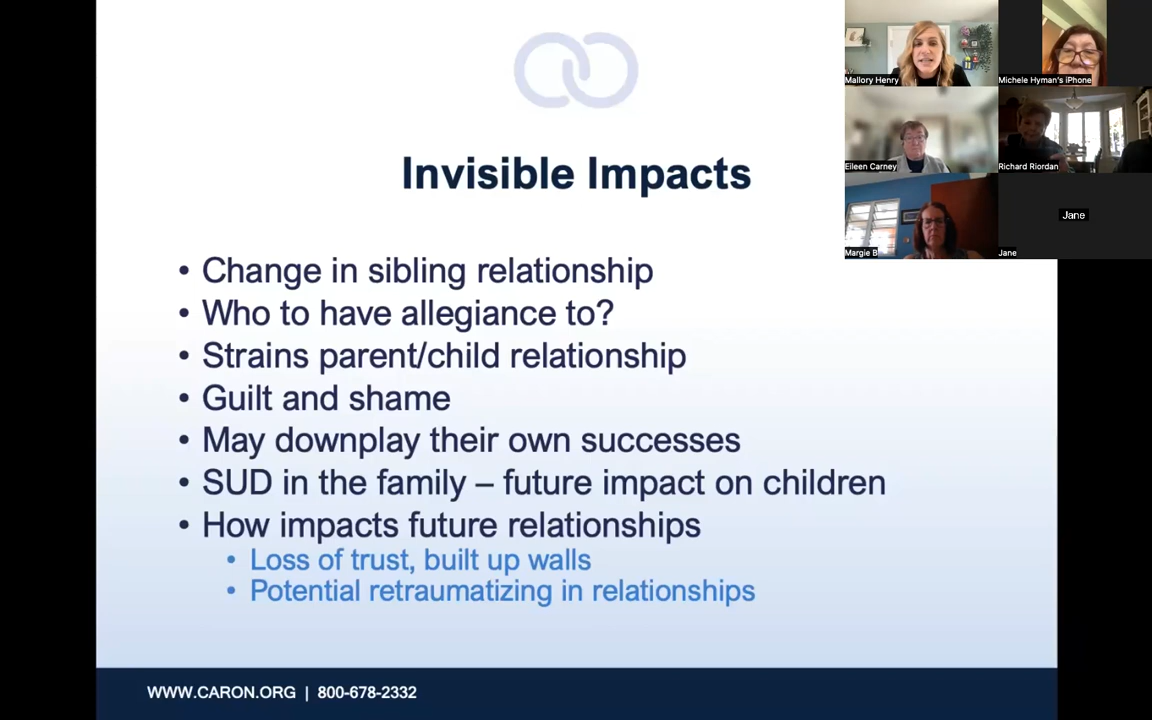 Invisible Impacts
• Change in sibling relationship
• Who to have allegiance to?
• Strains parent/child relationship
• Guilt and shame
• May downplay their own successes
• SUD in the family – future impact on children
• How impacts future relationships
• Loss of trust, built up walls
• Potential retraumatizing in relationships
WWW.CARON.ORG | 800-678-2332
Mallory Henry
Michele Hyman's iPhone
Eileen Carney
Richard Riordan
Margie B
Jane
Jane